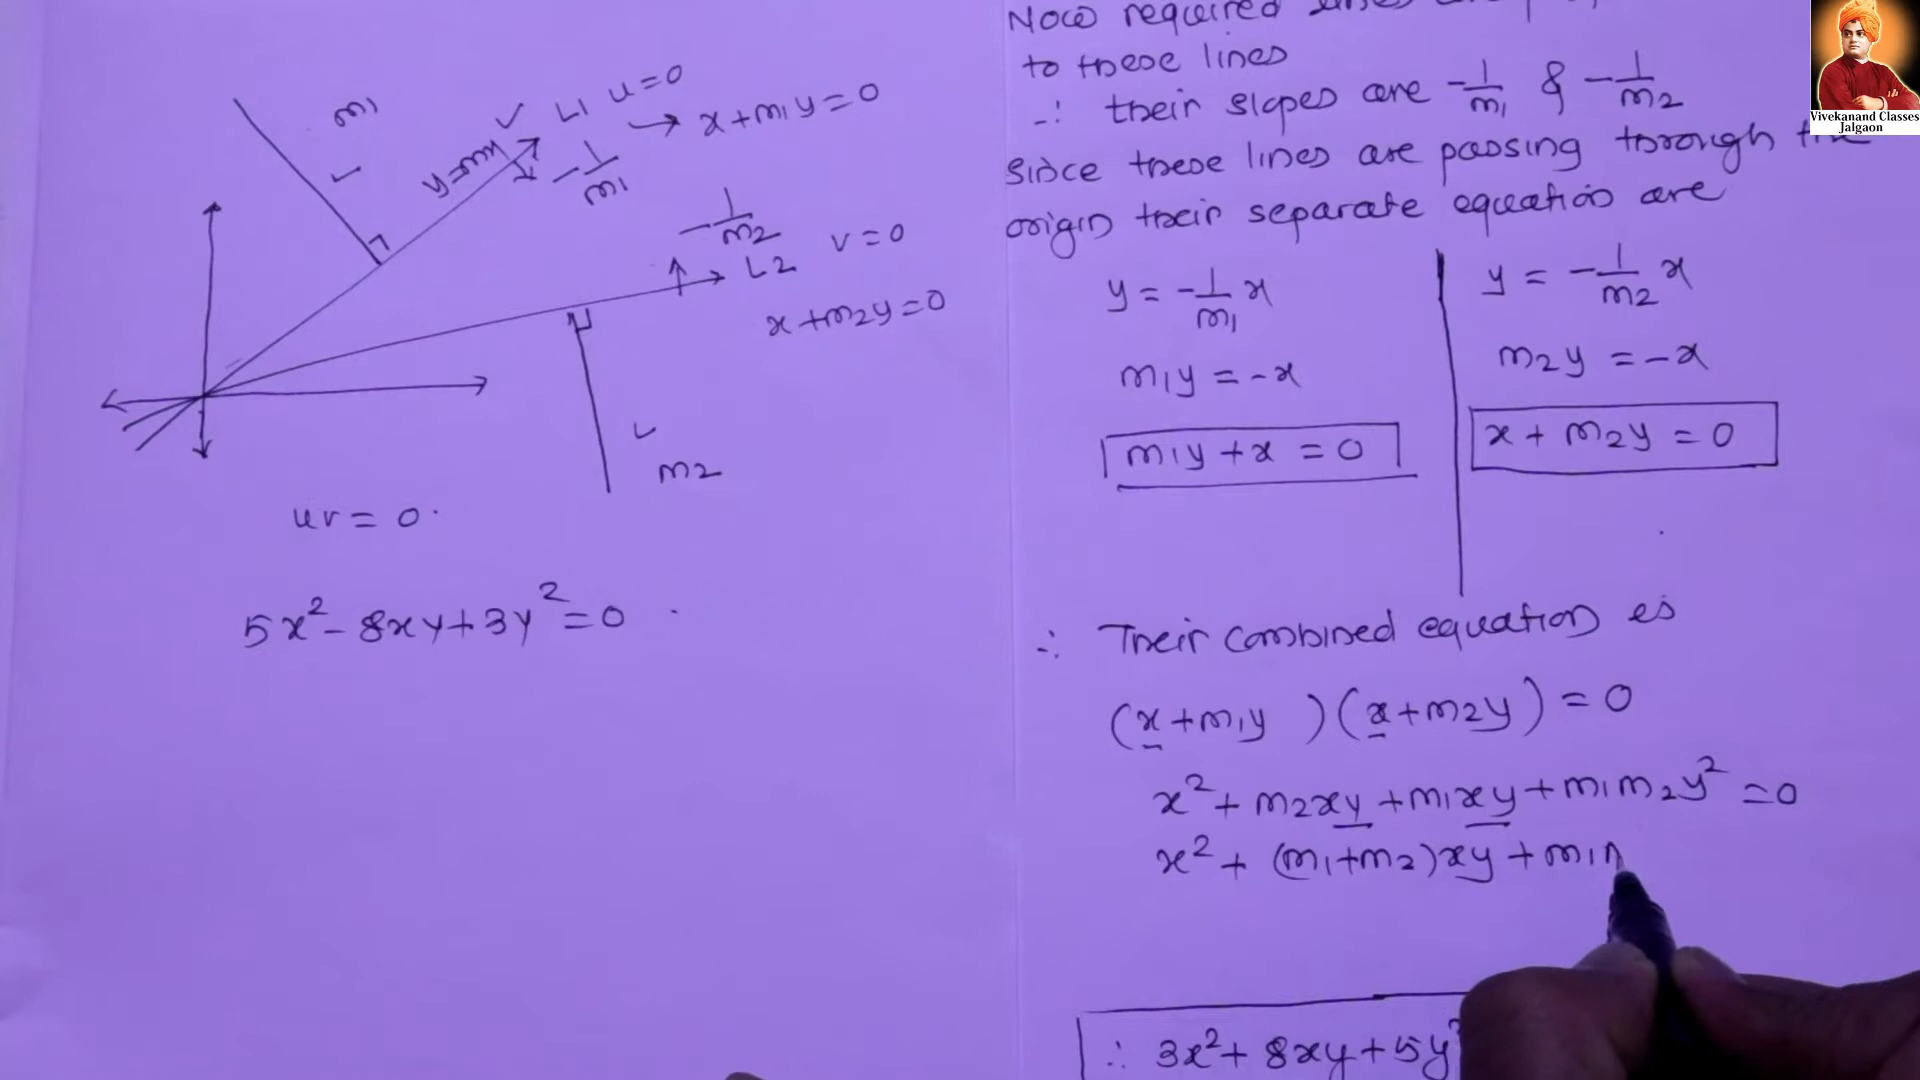 m1
y=m1x
L1 u=0
-1/m1 → x+m1y=0
-1/m2
v=0
L2
x+m2y=0
m2
uv=0.
5x²-8xy+3y²=0.
Now required
to these lines
∴ their slopes are -1/m1 & -1/m2
since these lines are passing through the
origin their separate equation are
y = -1/m1 x
m1y = -x
m1y + x = 0
y = -1/m2 x
m2y = -x
x + m2y = 0
∴ Their combined equation is
(x+m1y )(x+m2y) = 0
x² + m2xy + m1xy + m1m2y² = 0
x² + (m1+m2)xy + m1
∴ 3x² + 8xy + 5y²
Vivekanand Classes
Jalgaon